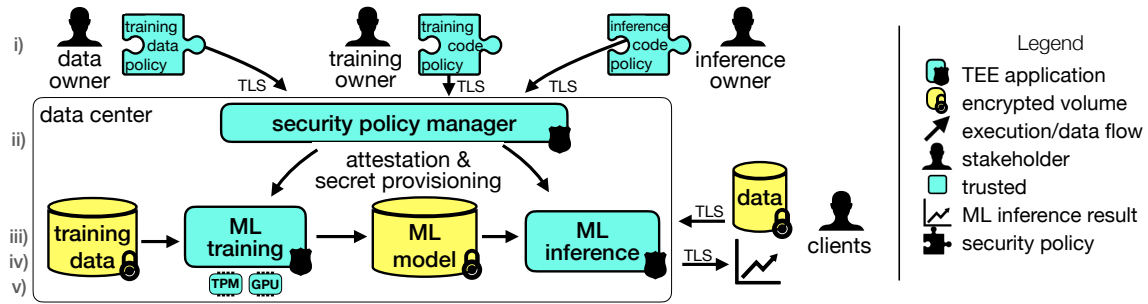 i)
data
owner
training
data
policy
TLS
training
owner
training
code
policy
TLS
inference
code
policy
TLS
inference
owner
data center
ii)
security policy manager
attestation &
secret provisioning
iii)
iv)
v)
training
data
ML
training
TPM
GPU
ML
model
ML
inference
TLS
data
TLS
clients
Legend
TEE application
encrypted volume
execution/data flow
stakeholder
trusted
ML inference result
security policy